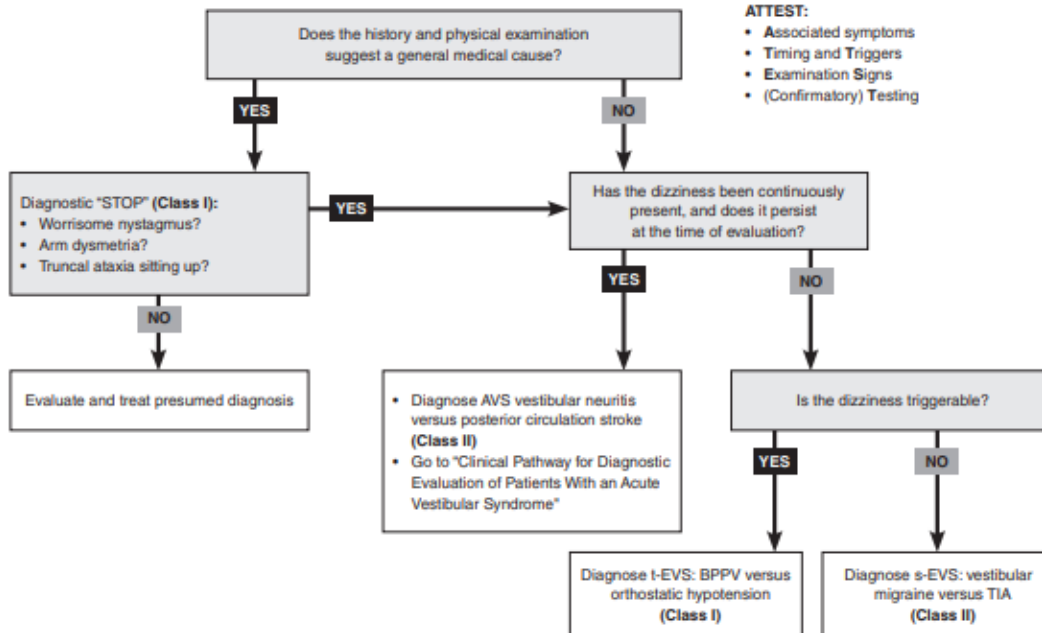 Does the history and physical examination
suggest a general medical cause?
ATTEST:
• Associated symptoms
• Timing and Triggers
• Examination Signs
• (Confirmatory) Testing
YES
NO
Diagnostic "STOP" (Class I):
• Worrisome nystagmus?
• Arm dysmetria?
• Truncal ataxia sitting up?
YES
Has the dizziness been continuously
present, and does it persist
at the time of evaluation?
NO
YES
NO
Evaluate and treat presumed diagnosis
• Diagnose AVS vestibular neuritis
versus posterior circulation stroke
(Class II)
• Go to "Clinical Pathway for Diagnostic
Evaluation of Patients With an Acute
Vestibular Syndrome"
Is the dizziness triggerable?
YES
NO
Diagnose t-EVS: BPPV versus
orthostatic hypotension
(Class I)
Diagnose s-EVS: vestibular
migraine versus TIA
(Class II)